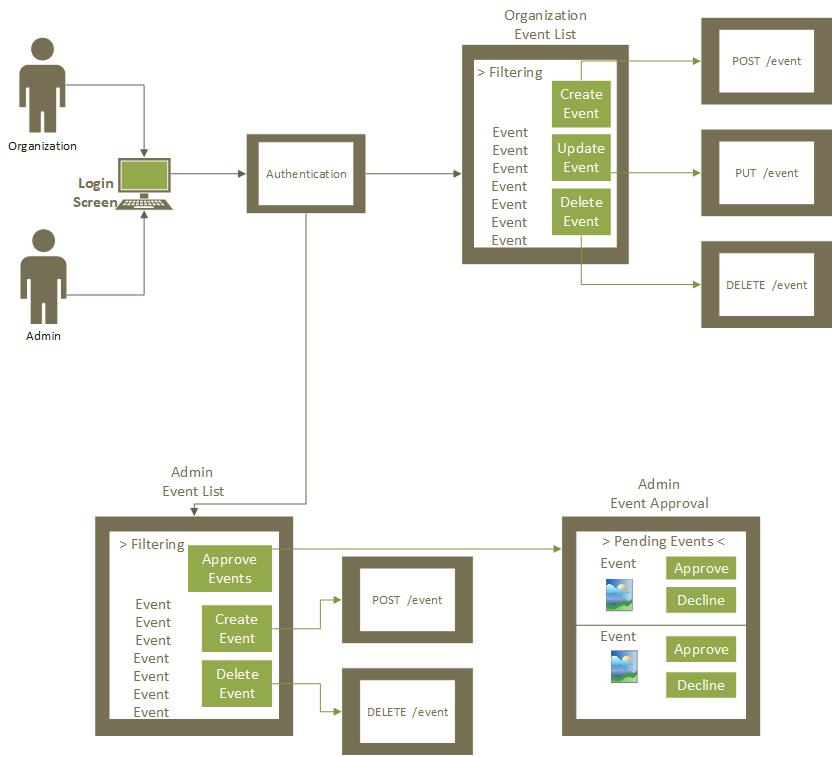 Organization
Event List
> Filtering
Create
Event
Update
Event
Delete
Event
Event
Event
Event
Event
Event
Event
Event
POST /event
PUT /event
DELETE /event
Organization
Login
Screen
Authentication
Admin
Admin
Event List
> Filtering
Approve
Events
Create
Event
Delete
Event
Event
Event
Event
Event
Event
Event
Event
POST /event
DELETE /event
Admin
Event Approval
> Pending Events <
Event
Approve
Decline
Event
Approve
Decline